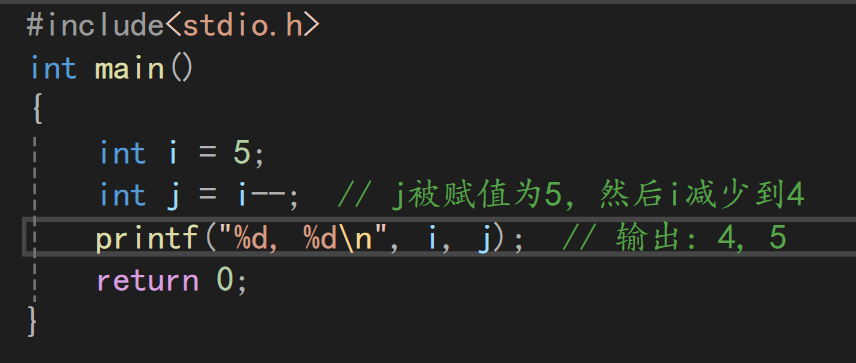 #include<stdio.h>
int main()
{
    int i = 5;
    int j = i--;  // j被赋值为5，然后i减少到4
    printf("%d, %d\n", i, j);  // 输出：4, 5
    return 0;
}